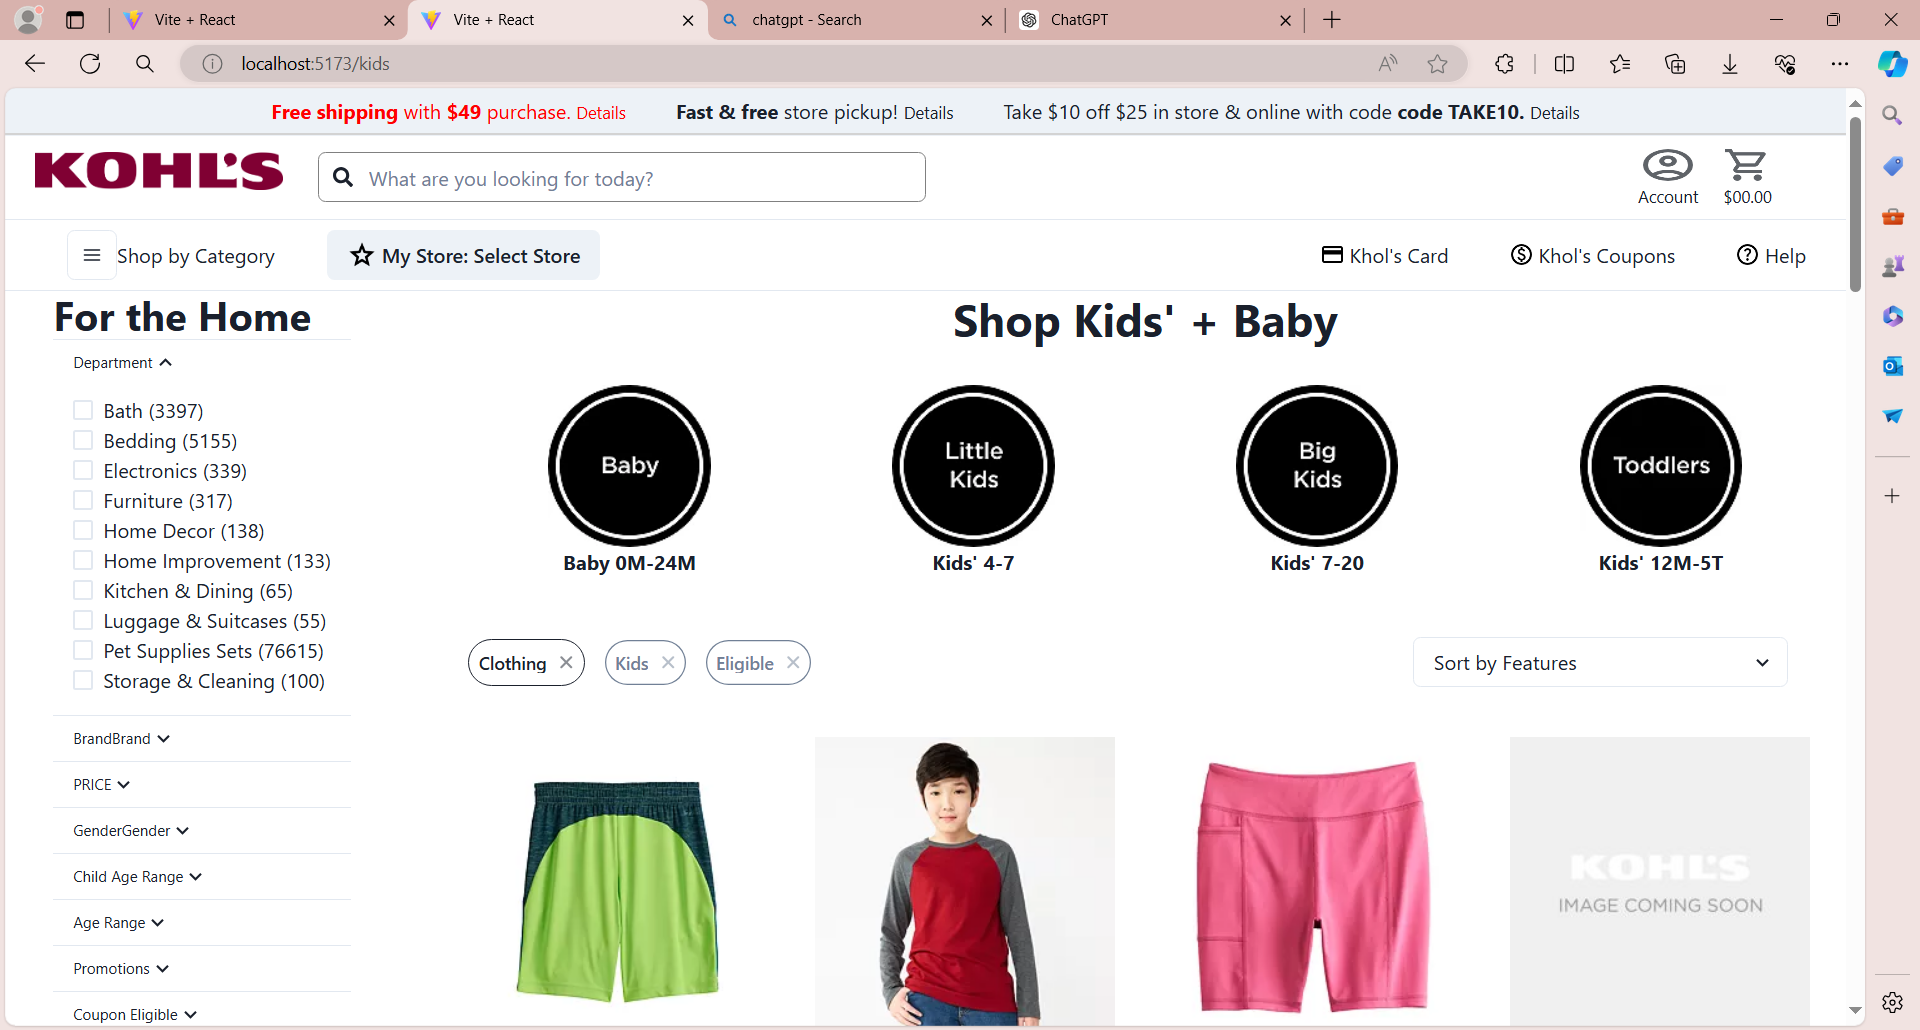 Vite + React
Vite + React
chatgpt - Search
ChatGPT
localhost:5173/kids
Free shipping with $49 purchase. Details
Fast & free store pickup! Details
Take $10 off $25 in store & online with code code TAKE10. Details
KOHL'S
What are you looking for today?
Account
$00.00
Shop by Category
My Store: Select Store
Khol's Card
Khol's Coupons
Help
For the Home
Department
Bath (3397)
Bedding (5155)
Electronics (339)
Furniture (317)
Home Decor (138)
Home Improvement (133)
Kitchen & Dining (65)
Luggage & Suitcases (55)
Pet Supplies Sets (76615)
Storage & Cleaning (100)
BrandBrand
PRICE
GenderGender
Child Age Range
Age Range
Promotions
Coupon Eligible
Shop Kids' + Baby
Baby
Little
Kids
Big
Kids
Toddlers
Baby 0M-24M
Kids' 4-7
Kids' 7-20
Kids' 12M-5T
Clothing
Kids
Eligible
Sort by Features
KOHL'S
IMAGE COMING SOON